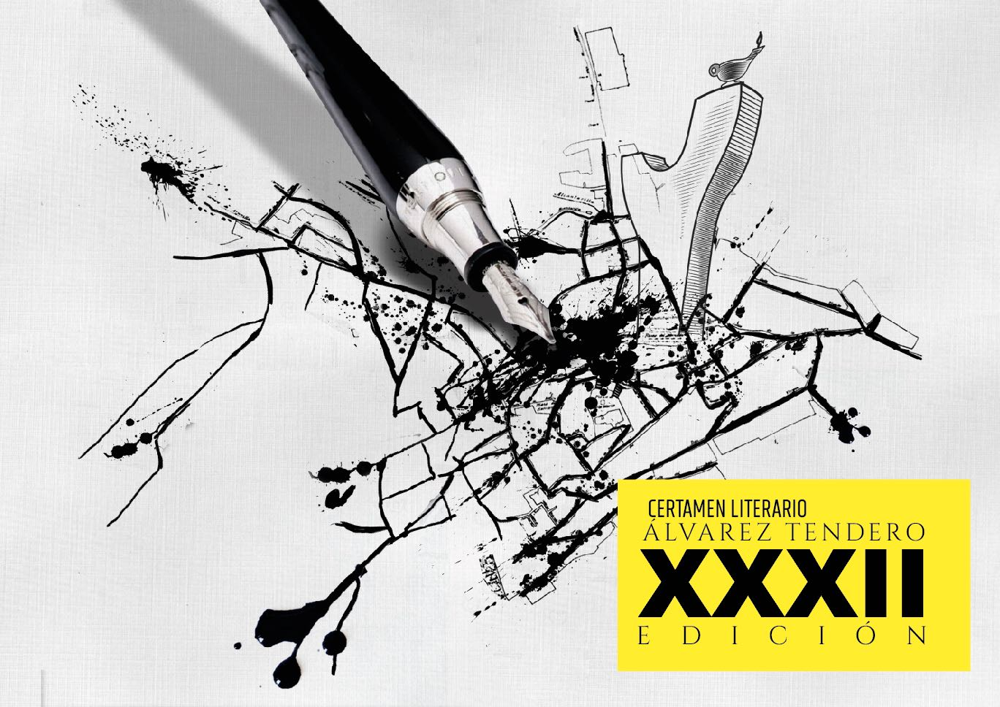 CERTAMEN LITERARIO
ÁLVAREZ TENDERO
XXXII
EDICIÓN